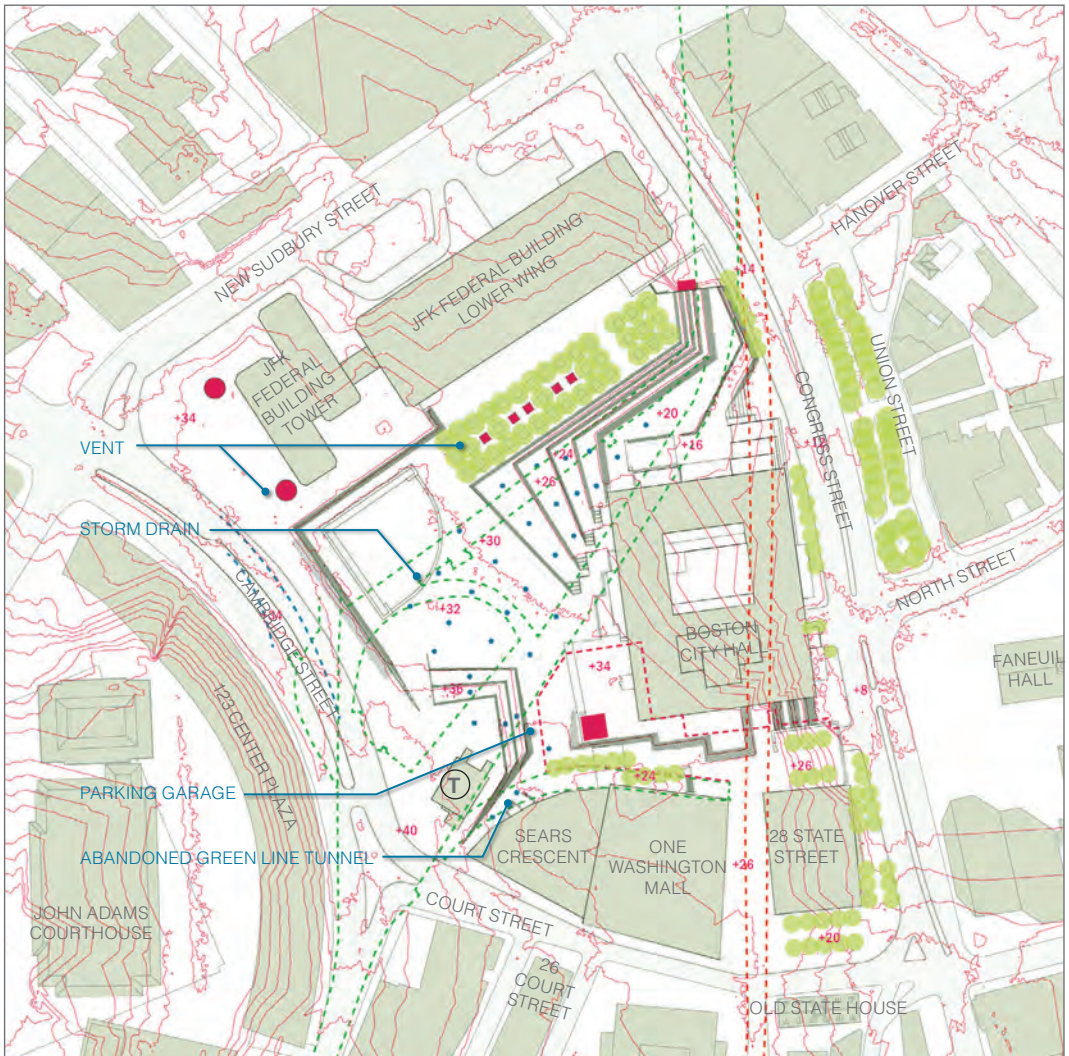 HANOVER STREET
NEW SUDBURY STREET
JFK FEDERAL BUILDING
LOWER WING
+14
UNION STREET
JFK
FEDERAL
BUILDING
TOWER
CONGRESS STREET
+34
+20
+16
VENT
+24
+26
STORM DRAIN
+30
NORTH STREET
CAMBRIDGE STREET
+32
BOSTON
CITY HALL
FANEUIL
HALL
+34
+36
+8
123 CENTER PLAZA
+24
+26
PARKING GARAGE
T
+40
SEARS
CRESCENT
ONE
WASHINGTON
MALL
28 STATE
STREET
ABANDONED GREEN LINE TUNNEL
+26
JOHN ADAMS
COURTHOUSE
COURT STREET
+20
26
COURT
STREET
OLD STATE HOUSE